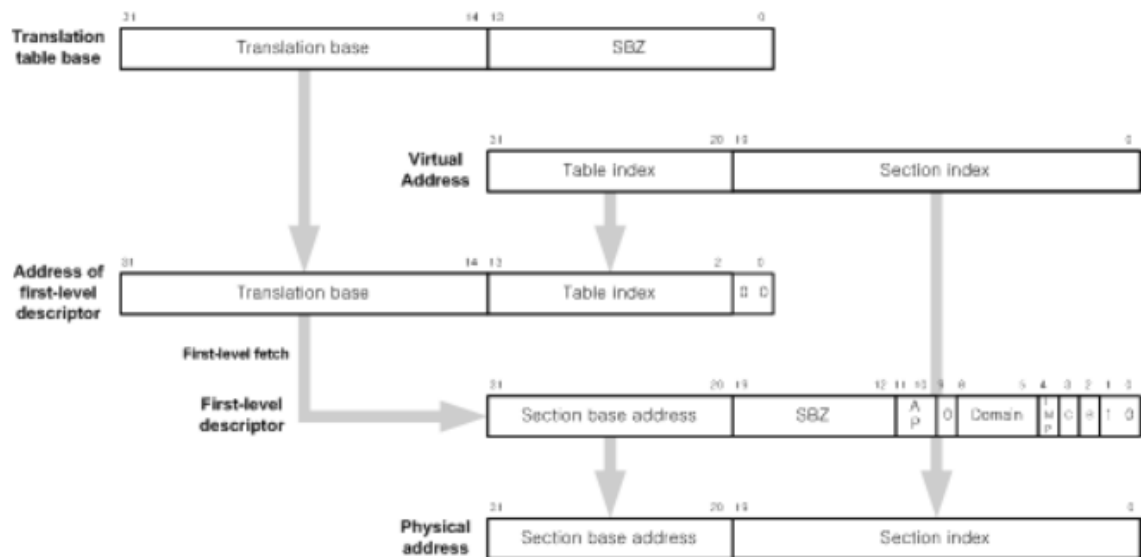 31 14 13 0
Translation table base
Translation base SBZ
31 20 19 0
Virtual Address
Table index Section index
31 14 13 2 0
Address of first-level descriptor
Translation base Table index 0 0
First-level fetch
31 20 19 12 11 10 9 8 5 4 3 2 1 0
First-level descriptor
Section base address SBZ AP 0 Domain IMP C B 1 0
31 20 19 0
Physical address
Section base address Section index